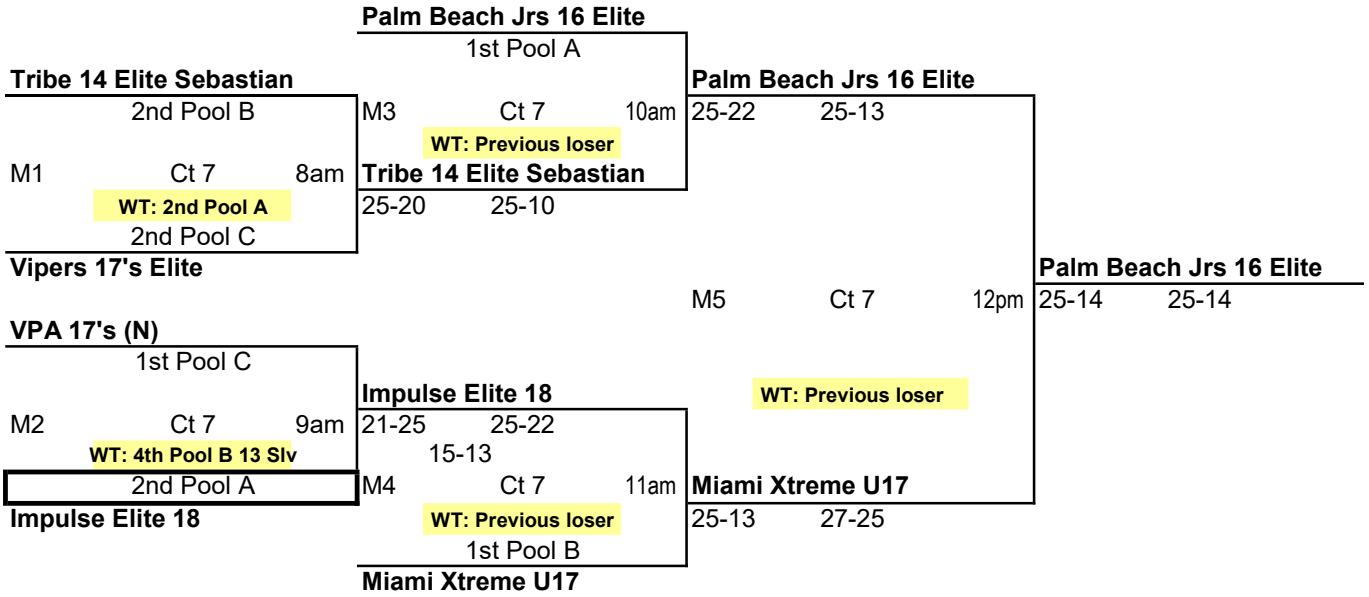 Palm Beach Jrs 16 Elite
1st Pool A
Tribe 14 Elite Sebastian
Palm Beach Jrs 16 Elite
2nd Pool B
M3 Ct 7 10am
25-22 25-13
WT: Previous loser
M1 Ct 7 8am
Tribe 14 Elite Sebastian
WT: 2nd Pool A
25-20 25-10
2nd Pool C
Vipers 17's Elite
Palm Beach Jrs 16 Elite
M5 Ct 7 12pm
25-14 25-14
VPA 17's (N)
1st Pool C
Impulse Elite 18
WT: Previous loser
M2 Ct 7 9am
21-25 25-22
WT: 4th Pool B 13 Slv
15-13
2nd Pool A
M4 Ct 7 11am
Miami Xtreme U17
Impulse Elite 18
WT: Previous loser
25-13 27-25
1st Pool B
Miami Xtreme U17